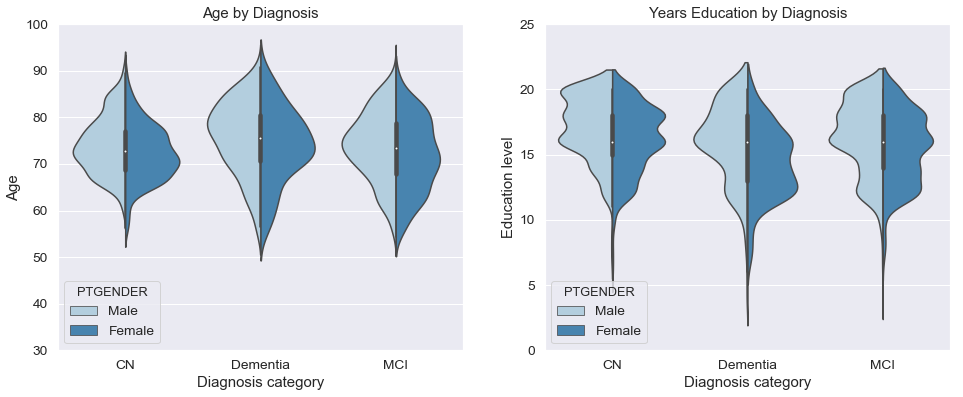 Age by Diagnosis
100
90
80
70
60
50
40
30
Age
PTGENDER
Male
Female
CN Dementia MCI
Diagnosis category
Years Education by Diagnosis
25
20
15
10
5
0
Education level
PTGENDER
Male
Female
CN Dementia MCI
Diagnosis category